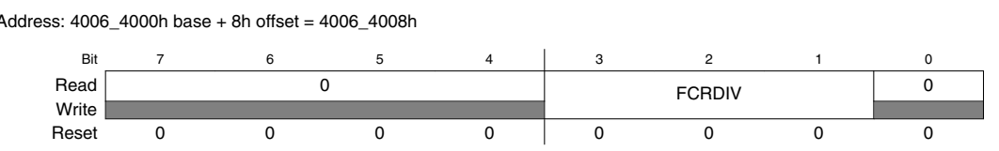 Address: 4006_4000h base + 8h offset = 4006_4008h
Bit 7 6 5 4 3 2 1 0
Read 0 FCRDIV 0
Write
Reset 0 0 0 0 0 0 0 0